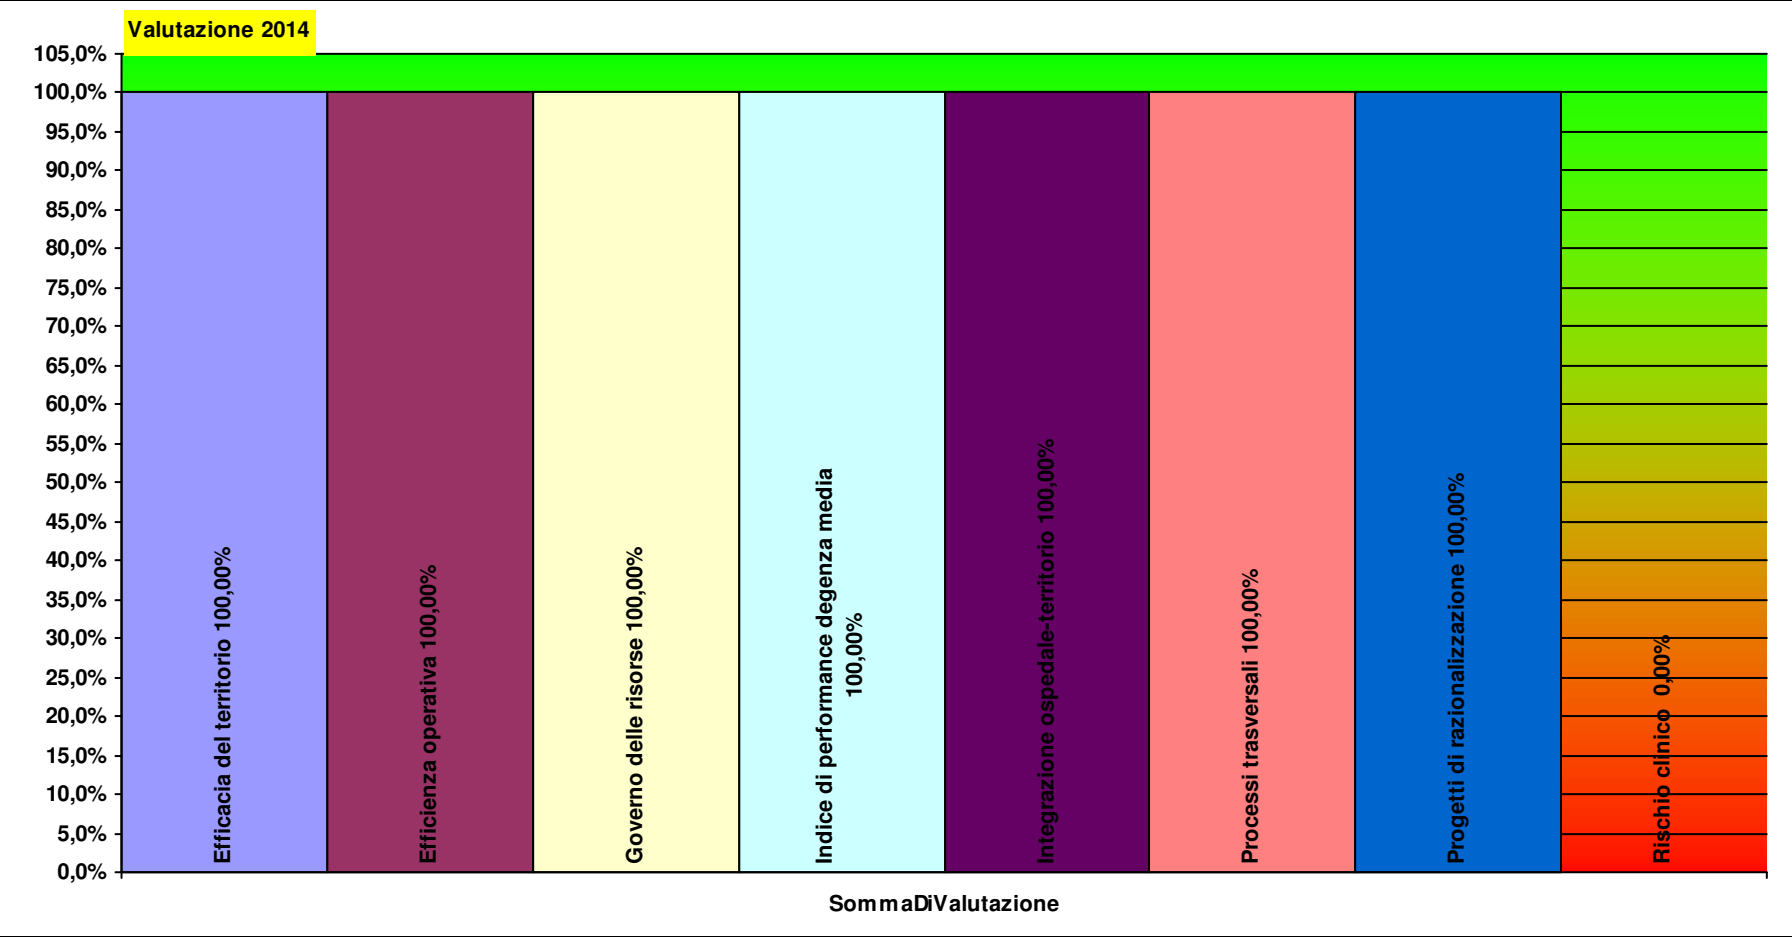 Valutazione 2014
105,0%
100,0%
95,0%
90,0%
85,0%
80,0%
75,0%
70,0%
65,0%
60,0%
55,0%
50,0%
45,0%
40,0%
35,0%
30,0%
25,0%
20,0%
15,0%
10,0%
5,0%
0,0%
Efficacia del territorio 100,00%
Efficienza operativa 100,00%
Governo delle risorse 100,00%
Indice di performance degenza media
100,00%
Integrazione ospedale-territorio 100,00%
Processi trasversali 100,00%
Progetti di razionalizzazione 100,00%
Rischio clinico 0,00%
SommaDiValutazione